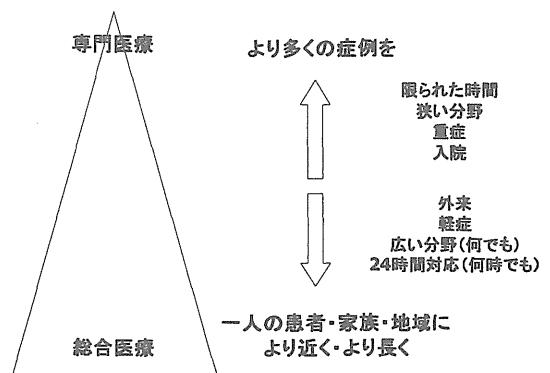 専門医療
より多くの症例を
限られた時間
狭い分野
重症
入院
外来
軽症
広い分野(何でも)
24時間対応(何時でも)
一人の患者・家族・地域に
より近く・より長く
総合医療